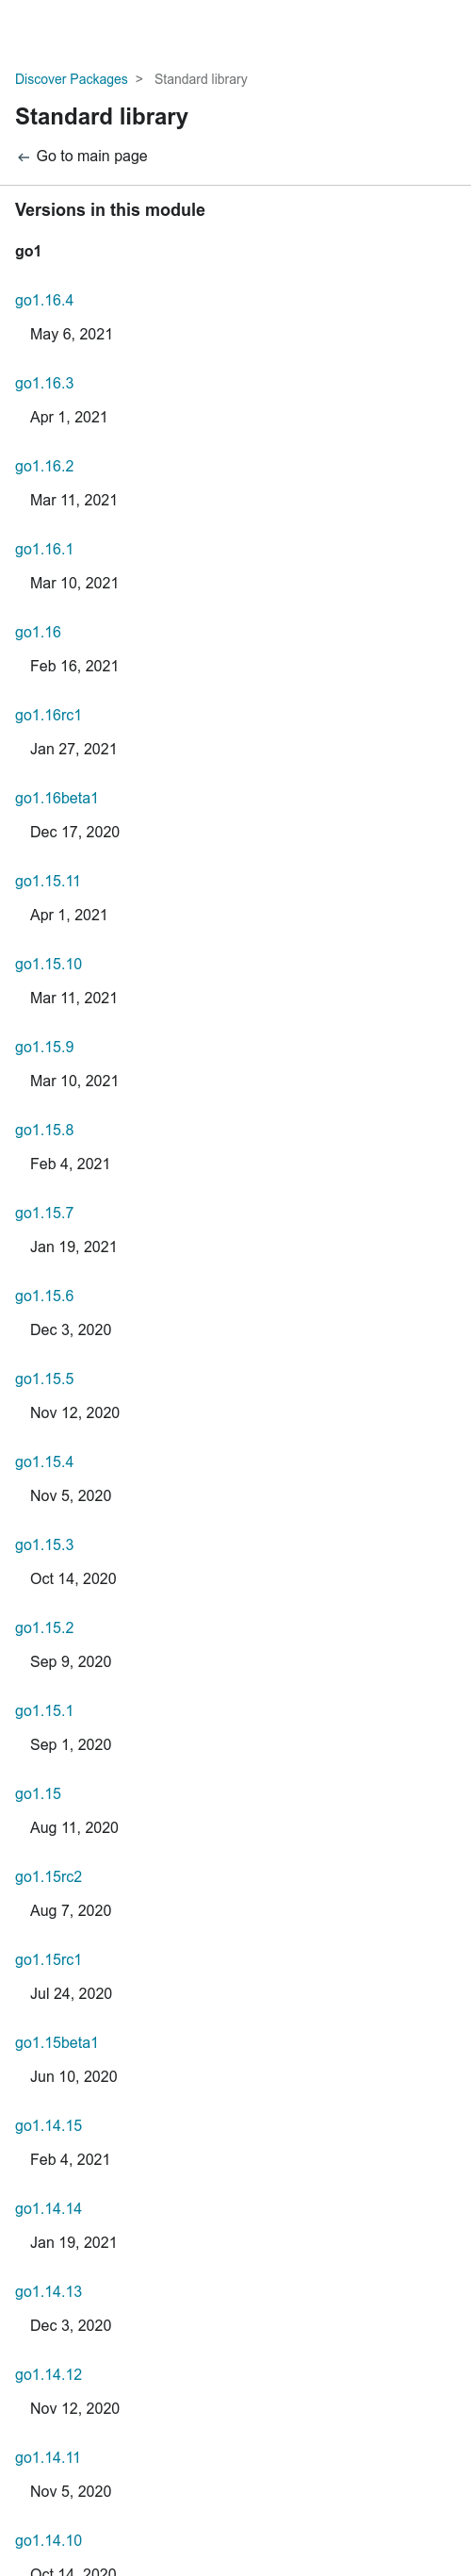 Discover Packages > Standard library
Standard library
← Go to main page
Versions in this module
go1
go1.16.4
May 6, 2021
go1.16.3
Apr 1, 2021
go1.16.2
Mar 11, 2021
go1.16.1
Mar 10, 2021
go1.16
Feb 16, 2021
go1.16rc1
Jan 27, 2021
go1.16beta1
Dec 17, 2020
go1.15.11
Apr 1, 2021
go1.15.10
Mar 11, 2021
go1.15.9
Mar 10, 2021
go1.15.8
Feb 4, 2021
go1.15.7
Jan 19, 2021
go1.15.6
Dec 3, 2020
go1.15.5
Nov 12, 2020
go1.15.4
Nov 5, 2020
go1.15.3
Oct 14, 2020
go1.15.2
Sep 9, 2020
go1.15.1
Sep 1, 2020
go1.15
Aug 11, 2020
go1.15rc2
Aug 7, 2020
go1.15rc1
Jul 24, 2020
go1.15beta1
Jun 10, 2020
go1.14.15
Feb 4, 2021
go1.14.14
Jan 19, 2021
go1.14.13
Dec 3, 2020
go1.14.12
Nov 12, 2020
go1.14.11
Nov 5, 2020
go1.14.10
Oct 14, 2020